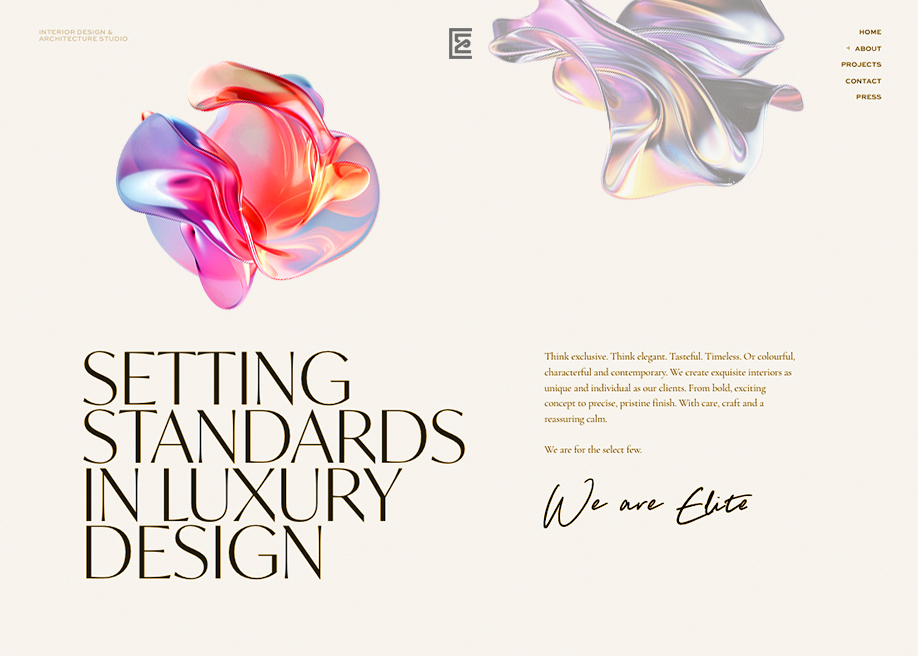 INTERIOR DESIGN &
ARCHITECTURE STUDIO
HOME
ABOUT
PROJECTS
CONTACT
PRESS
SETTING
STANDARDS
IN LUXURY
DESIGN
Think exclusive. Think elegant. Tasteful. Timeless. Or colourful,
characterful and contemporary. We create exquisite interiors as
unique and individual as our clients. From bold, exciting
concept to precise, pristine finish. With care, craft and a
reassuring calm.
We are for the select few.
We are Elite